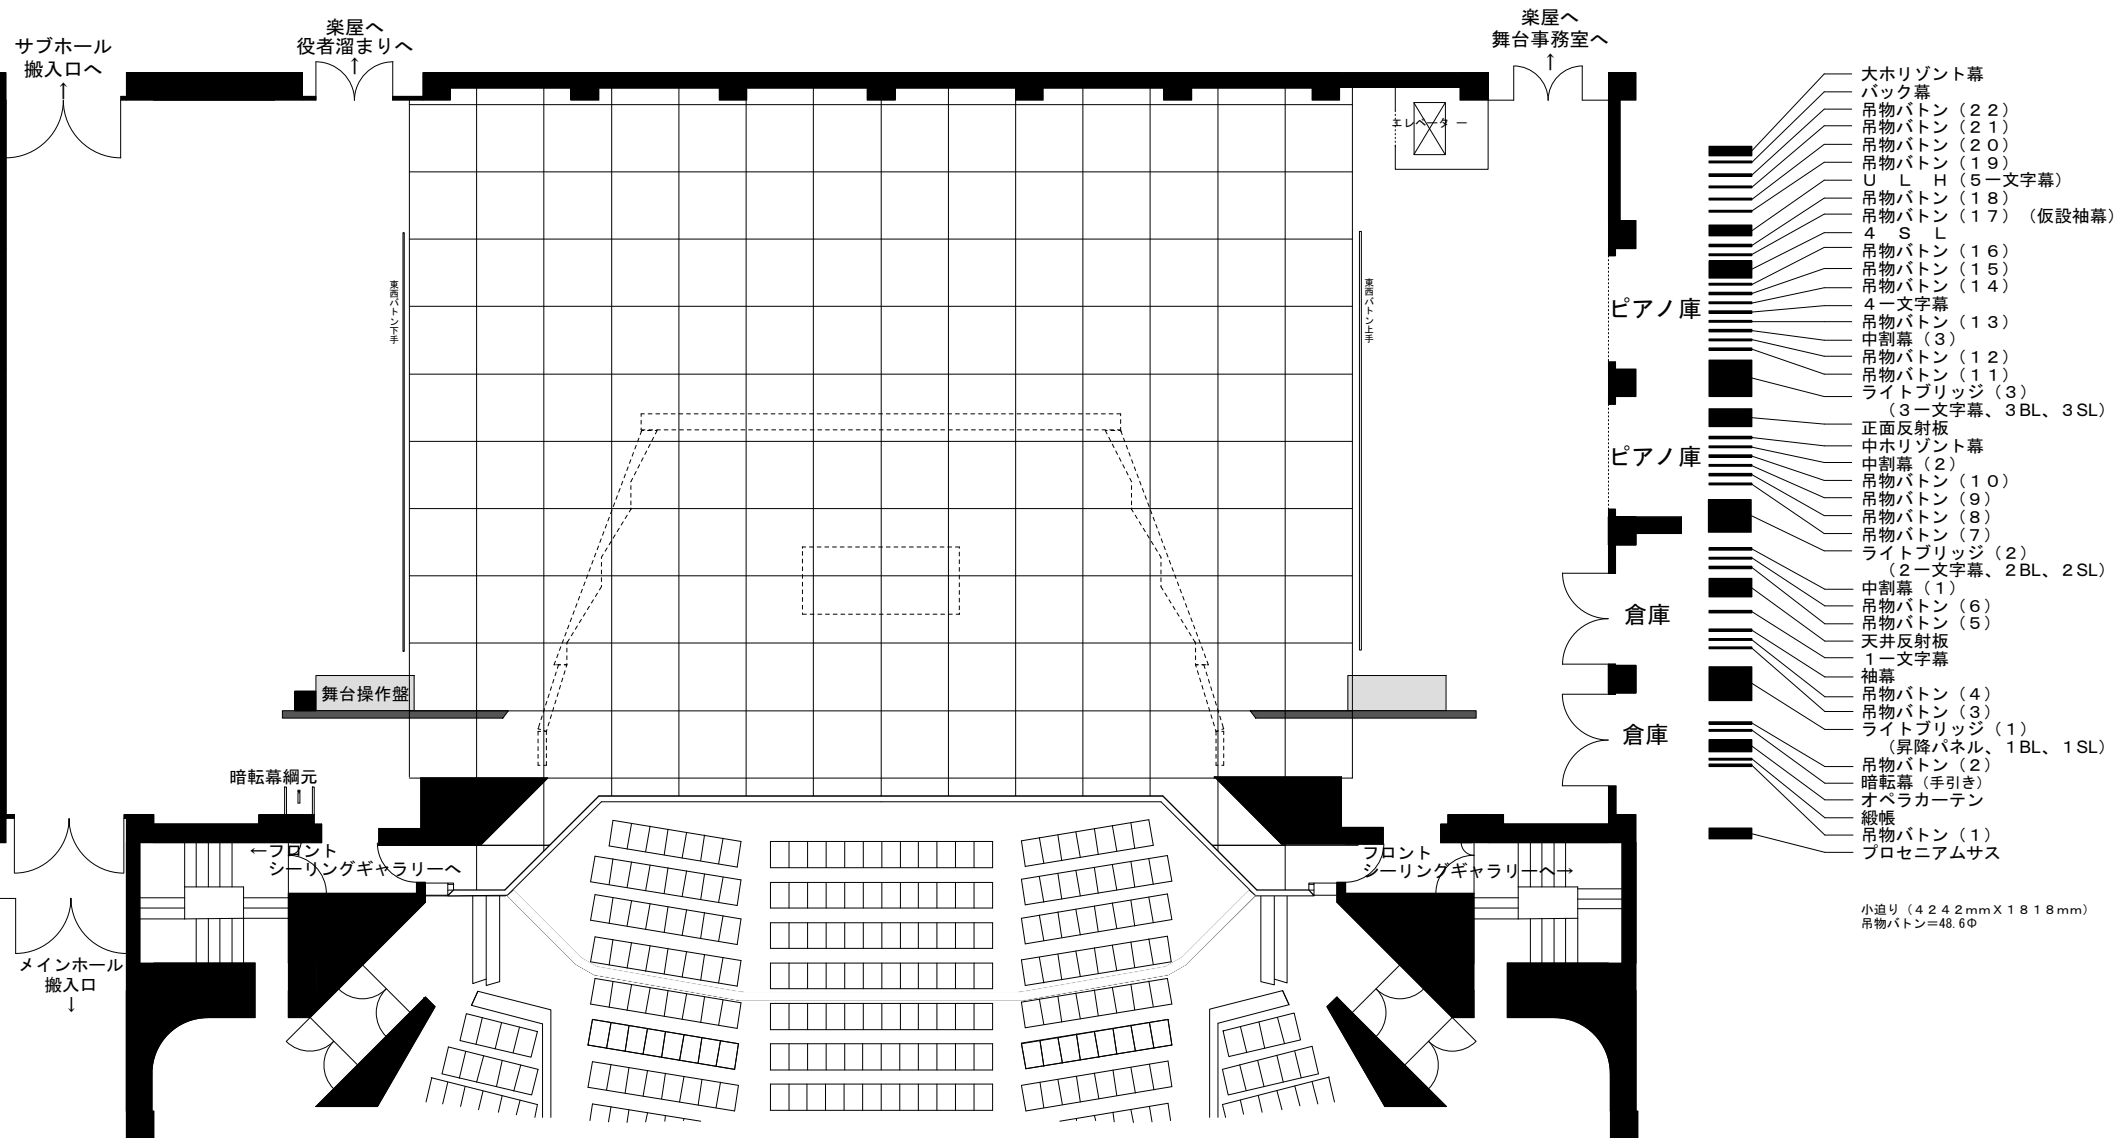 サブホール
搬入口へ
↑
楽屋へ
役者溜まりへ
↑
楽屋へ
舞台事務室へ
↑
エレベーター
東西バトン下手
東西バトン上手
ピアノ庫
ピアノ庫
倉庫
倉庫
舞台操作盤
暗転幕綱元
←フロント
シーリングギャラリーへ
フロント
シーリングギャラリーへ→
メインホール
搬入口
↓
大ホリゾント幕
バック幕
吊物バトン（２２）
吊物バトン（２１）
吊物バトン（２０）
吊物バトン（１９）
Ｕ　Ｌ　Ｈ（５一文字幕）
吊物バトン（１８）
吊物バトン（１７）（仮設袖幕）
４　Ｓ　Ｌ
吊物バトン（１６）
吊物バトン（１５）
吊物バトン（１４）
４一文字幕
吊物バトン（１３）
中割幕（３）
吊物バトン（１２）
吊物バトン（１１）
ライトブリッジ（３）
（３一文字幕、３BL、３SL）
正面反射板
中ホリゾント幕
中割幕（２）
吊物バトン（１０）
吊物バトン（９）
吊物バトン（８）
吊物バトン（７）
ライトブリッジ（２）
（２一文字幕、２BL、２SL）
中割幕（１）
吊物バトン（６）
吊物バトン（５）
天井反射板
１一文字幕
袖幕
吊物バトン（４）
吊物バトン（３）
ライトブリッジ（１）
（昇降パネル、１BL、１SL）
吊物バトン（２）
暗転幕（手引き）
オペラカーテン
緞帳
吊物バトン（１）
プロセニアムサス
小迫り（４２４２ｍｍＸ１８１８ｍｍ）
吊物バトン＝48.6Φ